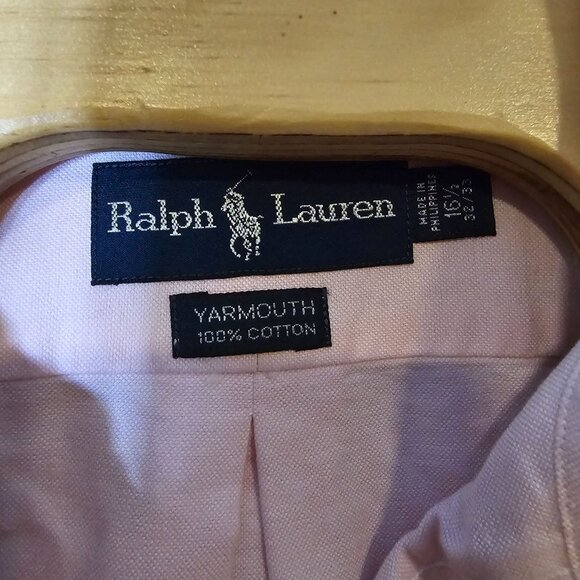 Ralph Lauren
MADE IN
PHILIPPINES
16½
32/33
YARMOUTH
100% COTTON